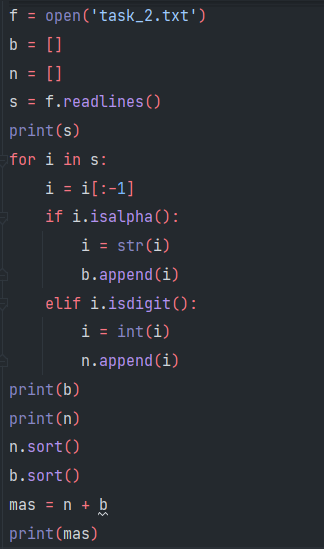 f = open('task_2.txt')
b = []
n = []
s = f.readlines()
print(s)
for i in s:
    i = i[:-1]
    if i.isalpha():
        i = str(i)
        b.append(i)
    elif i.isdigit():
        i = int(i)
        n.append(i)
print(b)
print(n)
n.sort()
b.sort()
mas = n + b
print(mas)